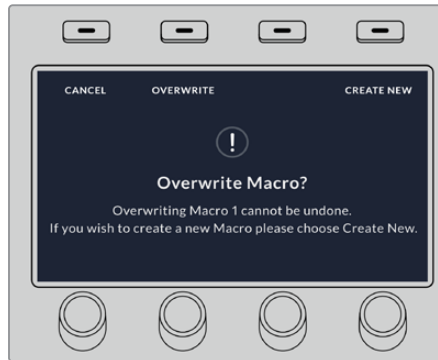 CANCEL OVERWRITE CREATE NEW
!
Overwrite Macro?
Overwriting Macro 1 cannot be undone.
If you wish to create a new Macro please choose Create New.